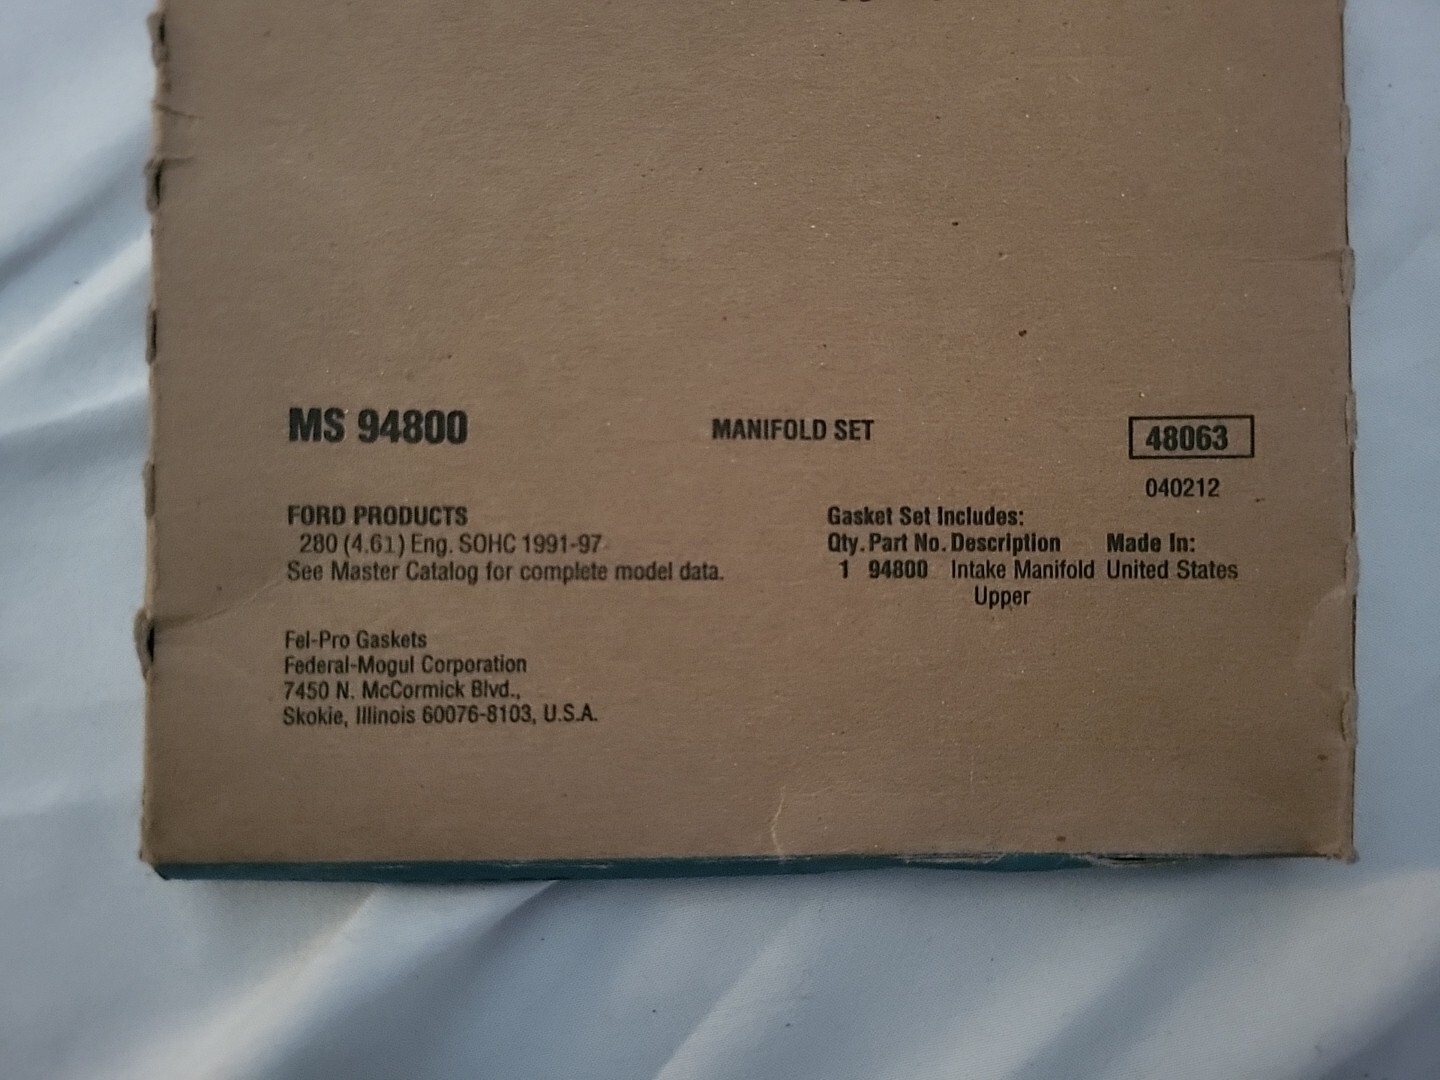 MS 94800 MANIFOLD SET 48063
040212
FORD PRODUCTS
280 (4.61) Eng. SOHC 1991-97
See Master Catalog for complete model data.
Gasket Set Includes:
Qty. Part No. Description Made In:
1 94800 Intake Manifold United States
Upper
Fel-Pro Gaskets
Federal-Mogul Corporation
7450 N. McCormick Blvd.,
Skokie, Illinois 60076-8103, U.S.A.